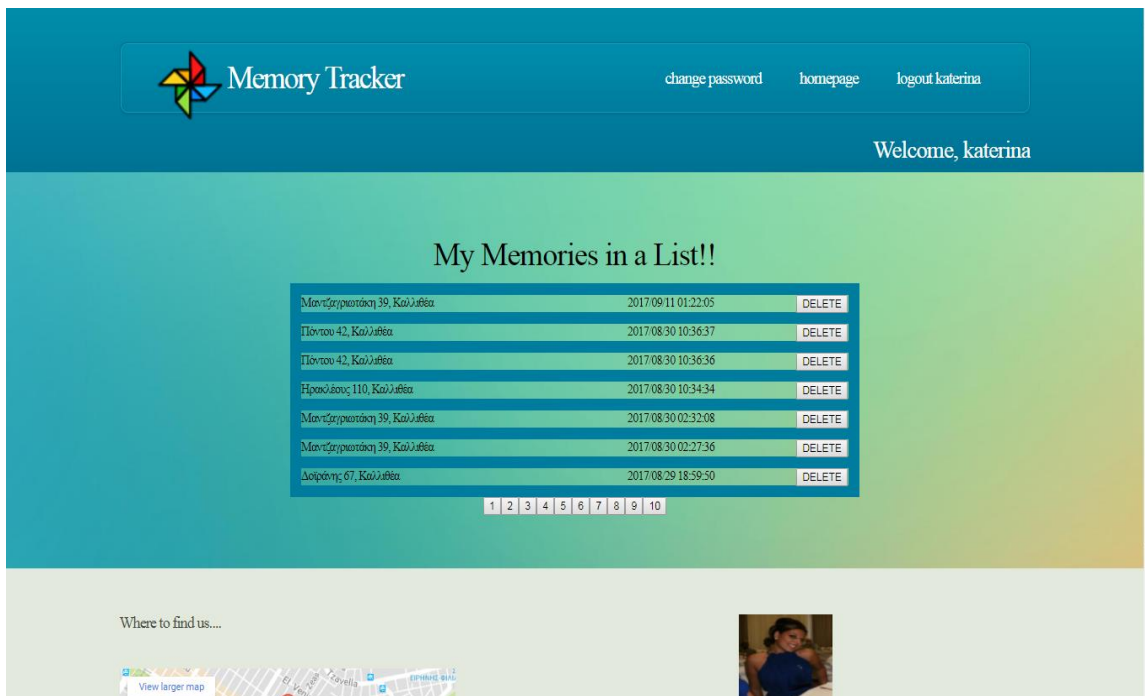 Memory Tracker
change password homepage logout katerina
Welcome, katerina
My Memories in a List!!
Μαντζαγριωτάκη 39, Καλλιθέα 2017/09/11 01:22:05 DELETE
Πόντου 42, Καλλιθέα 2017/08/30 10:36:37 DELETE
Πόντου 42, Καλλιθέα 2017/08/30 10:36:36 DELETE
Ηρακλέους 110, Καλλιθέα 2017/08/30 10:34:34 DELETE
Μαντζαγριωτάκη 39, Καλλιθέα 2017/08/30 02:32:08 DELETE
Μαντζαγριωτάκη 39, Καλλιθέα 2017/08/30 02:27:36 DELETE
Δοϊράνης 67, Καλλιθέα 2017/08/29 18:59:50 DELETE
1 2 3 4 5 6 7 8 9 10
Where to find us....
View larger map